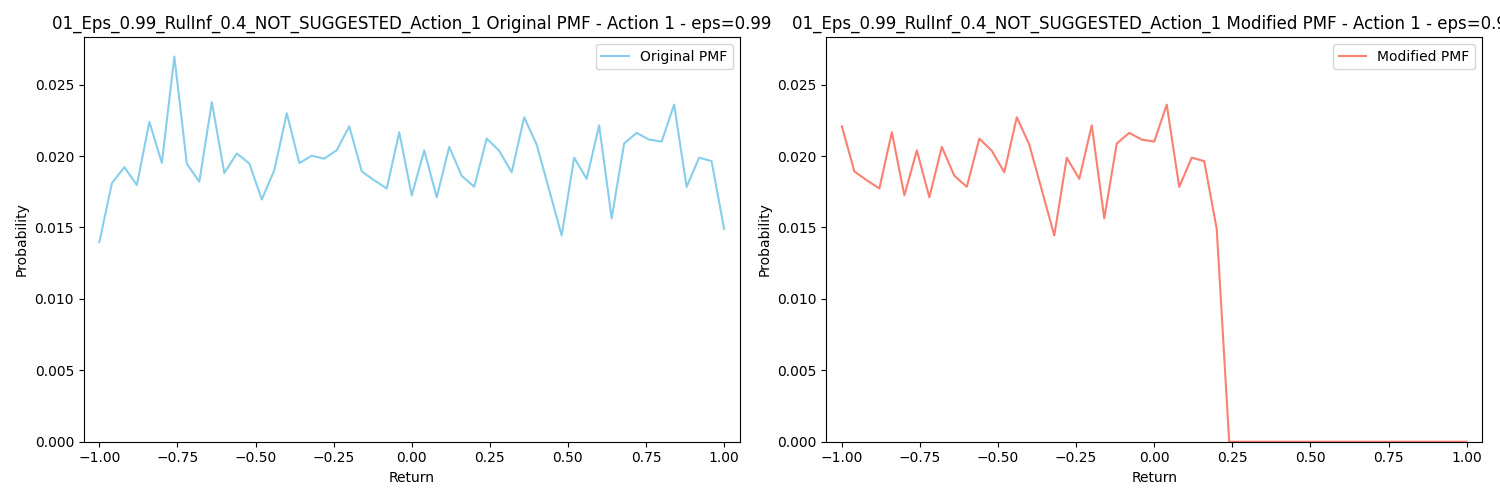 01_Eps_0.99_RulInf_0.4_NOT_SUGGESTED_Action_1 Original PMF - Action 1 - eps=0.99
Original PMF
0.025
0.020
0.015
0.010
0.005
0.000
Probability
−1.00 −0.75 −0.50 −0.25 0.00 0.25 0.50 0.75 1.00
Return
01_Eps_0.99_RulInf_0.4_NOT_SUGGESTED_Action_1 Modified PMF - Action 1 - eps=0.9
Modified PMF
0.025
0.020
0.015
0.010
0.005
0.000
Probability
−1.00 −0.75 −0.50 −0.25 0.00 0.25 0.50 0.75 1.00
Return